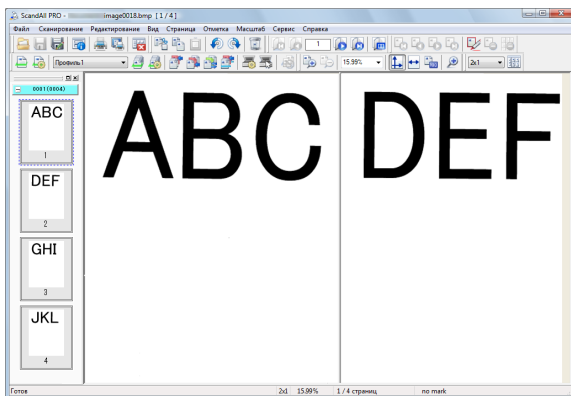 ScandAll PRO - image0018.bmp [ 1 / 4 ]
Файл Сканирование Редактирование Вид Страница Отметка Масштаб Сервис Справка
1
Профиль1 15.99% 2x1
0001(0004)
ABC
1
DEF
2
GHI
3
JKL
4
ABC DEF
Готов 2x1 15.99% 1 / 4 страниц no mark